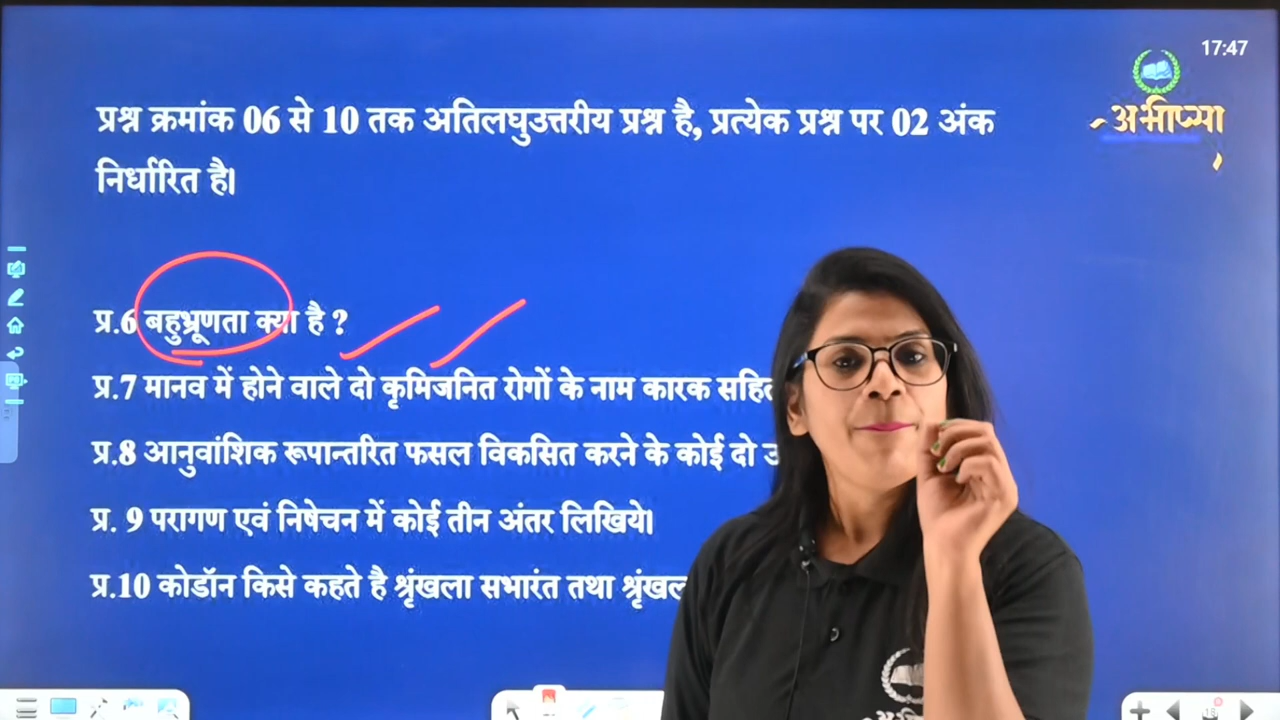 17:47
अभीप्सा
प्रश्न क्रमांक 06 से 10 तक अतिलघुउत्तरीय प्रश्न है, प्रत्येक प्रश्न पर 02 अंक
निर्धारित है।
प्र.6 बहुभ्रूणता क्या है ?
प्र.7 मानव में होने वाले दो कृमिजनित रोगों के नाम कारक सहित
प्र.8 आनुवांशिक रूपान्तरित फसल विकसित करने के कोई दो
प्र. 9 परागण एवं निषेचन में कोई तीन अंतर लिखिये।
प्र.10 कोडॉन किसे कहते है श्रृंखला सभारंत तथा
18